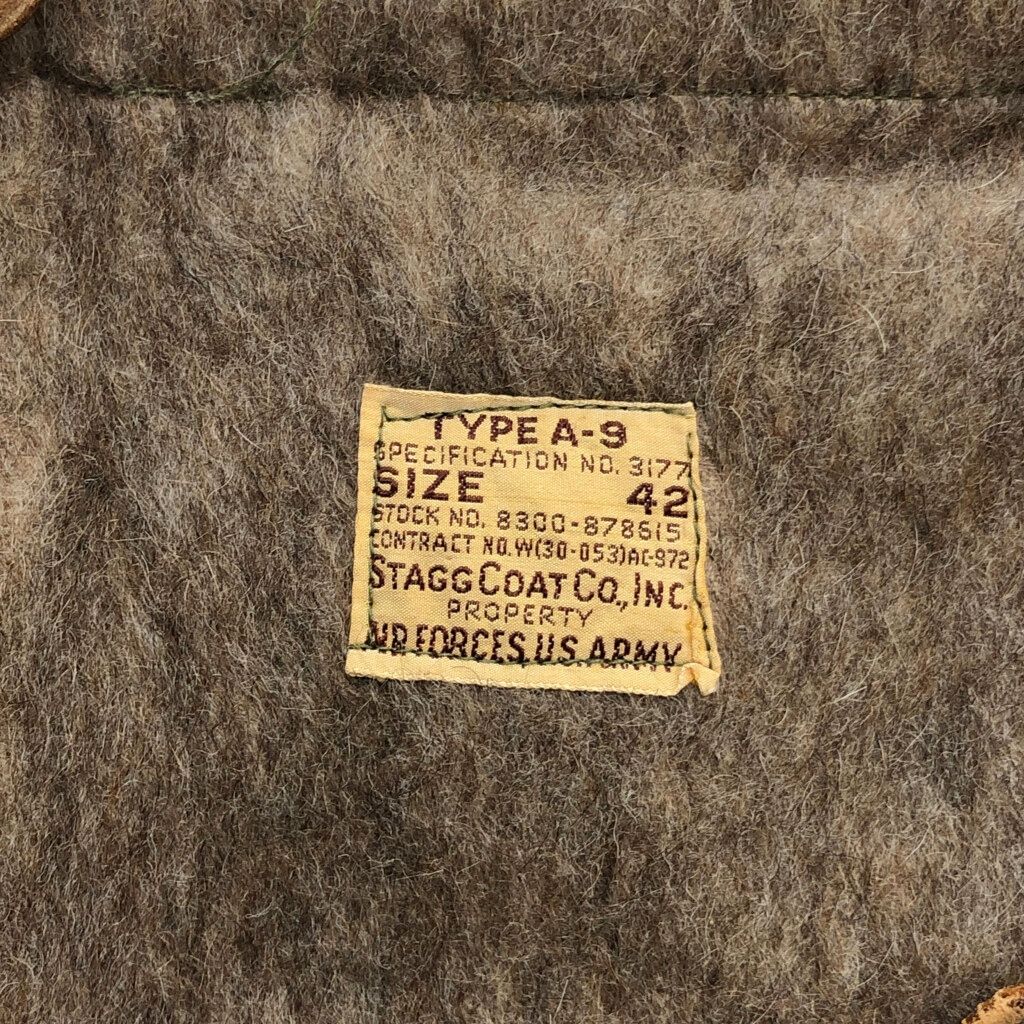 TYPE A-9
SPECIFICATION NO. 3177
SIZE 42
STOCK NO. 8300-878615
CONTRACT NO. W(30-053)AC-972
STAGG COAT CO., INC.
PROPERTY
AIR FORCES U.S. ARMY